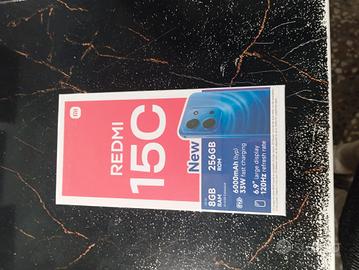 mi
REDMI
15C
New
8GB
RAM
256GB
ROM
6000mAh (typ)
33W fast charging
6.9" large display
120Hz refresh rate